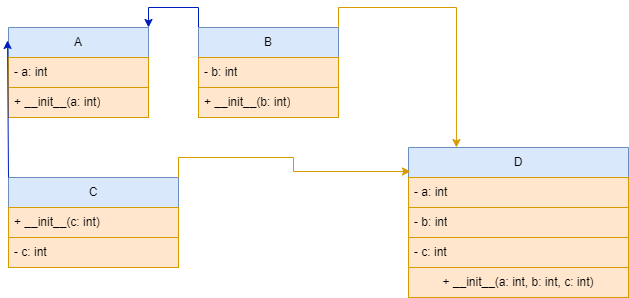 A
- a: int
+ __init__(a: int)
B
- b: int
+ __init__(b: int)
C
+ __init__(c: int)
- c: int
D
- a: int
- b: int
- c: int
+ __init__(a: int, b: int, c: int)